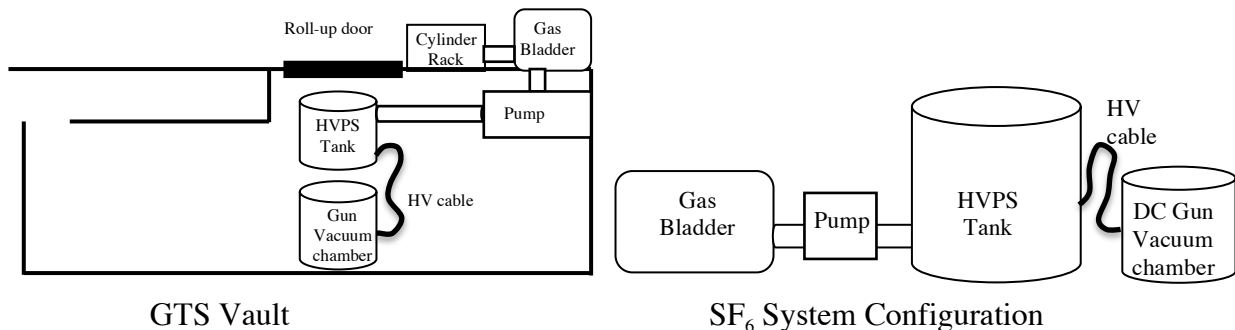 Roll-up door
Cylinder
Rack
Gas
Bladder
HVPS
Tank
Pump
HV cable
Gun
Vacuum
chamber
GTS Vault
Gas
Bladder
Pump
HVPS
Tank
HV
cable
DC Gun
Vacuum
chamber
SF₆ System Configuration